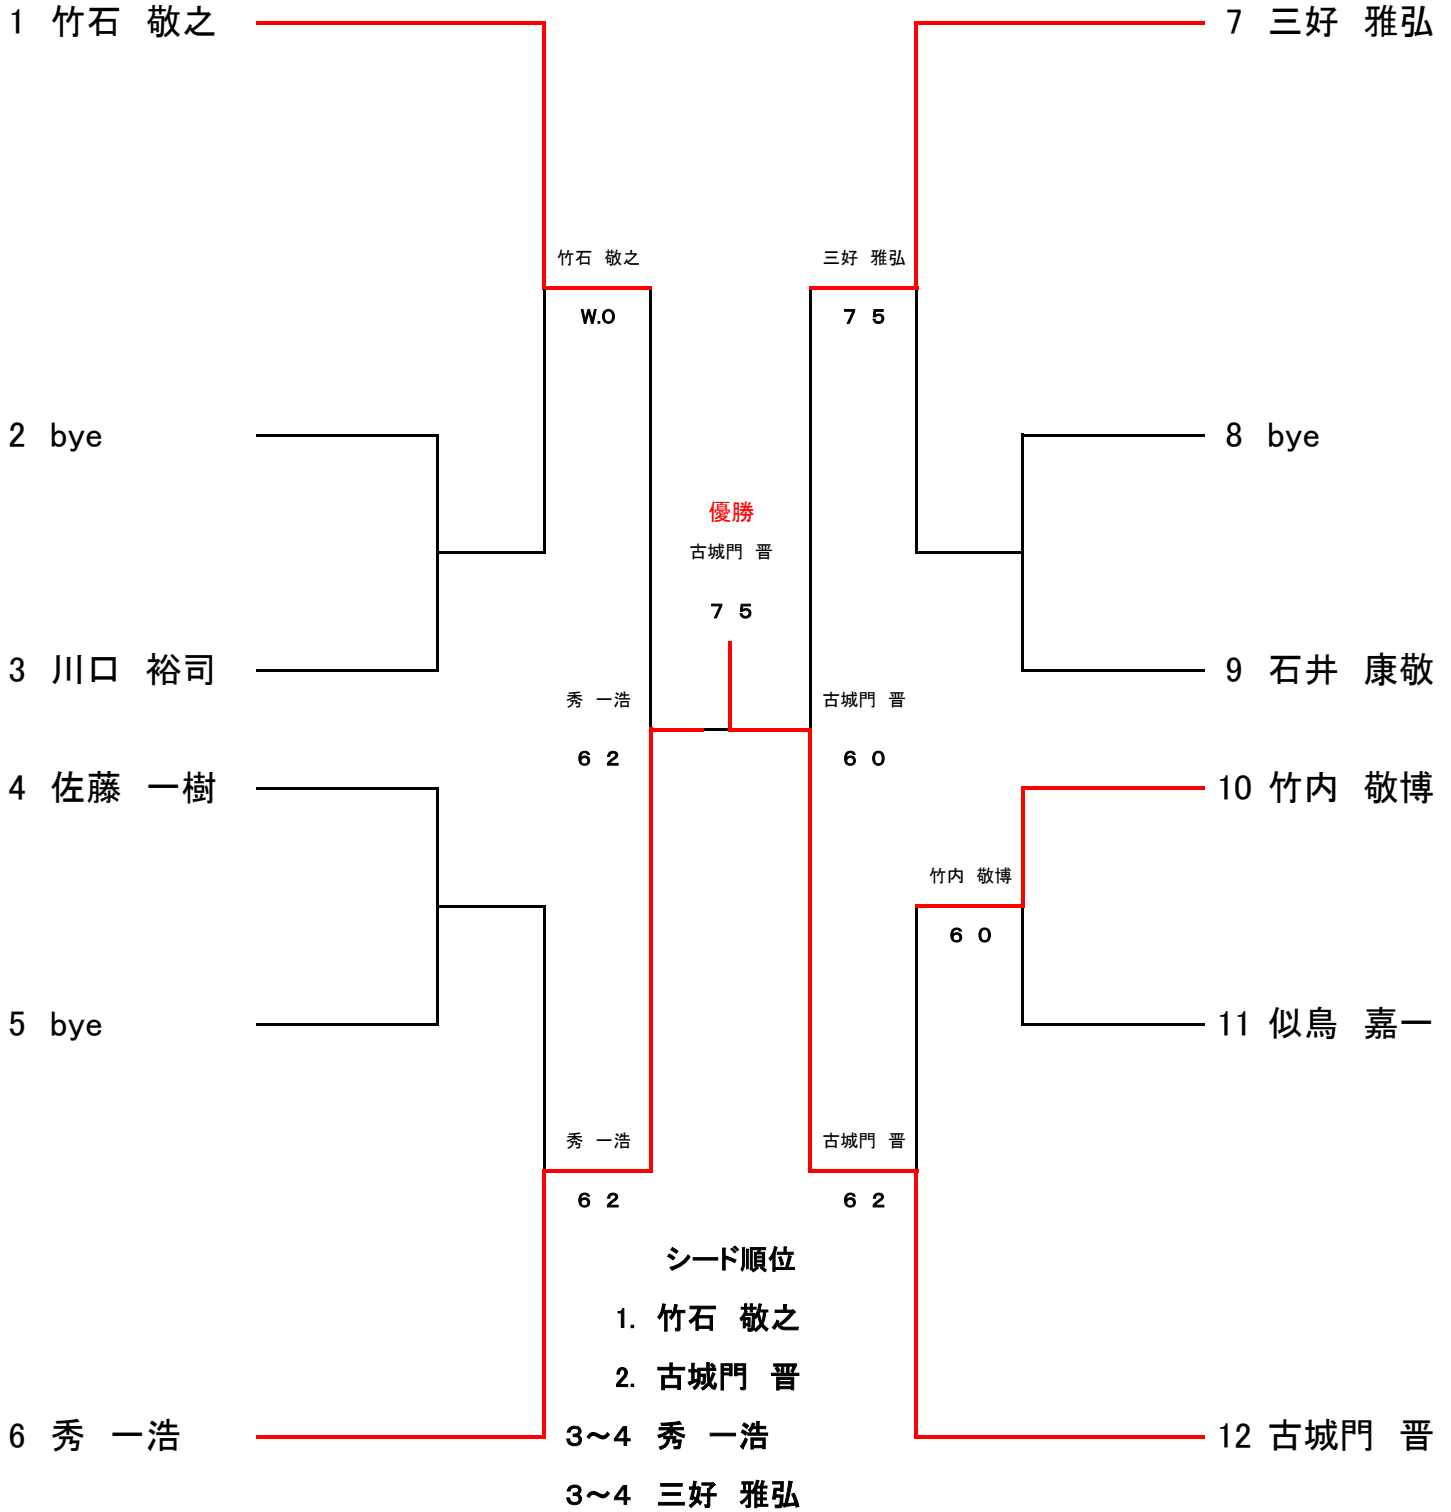 1 竹石 敬之
7 三好 雅弘
竹石 敬之
三好 雅弘
W.O
7 5
2 bye
8 bye
優勝
古城門 晋
7 5
3 川口 裕司
9 石井 康敬
秀 一浩
古城門 晋
6 2
6 0
4 佐藤 一樹
10 竹内 敬博
竹内 敬博
6 0
5 bye
11 似鳥 嘉一
秀 一浩
古城門 晋
6 2
6 2
シード順位
1. 竹石 敬之
2. 古城門 晋
6 秀 一浩
3～4 秀 一浩
12 古城門 晋
3～4 三好 雅弘